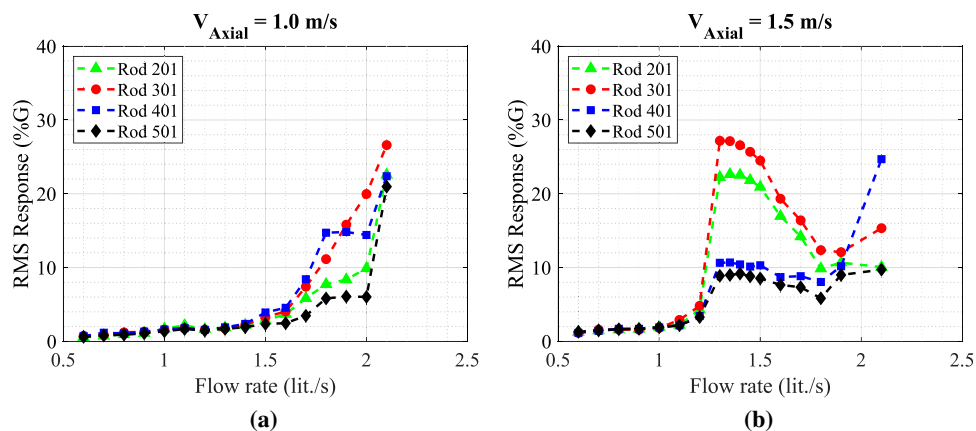 V_Axial = 1.0 m/s
RMS Response (%G)
40
30
20
10
0
Rod 201
Rod 301
Rod 401
Rod 501
0.5
1
1.5
2
2.5
Flow rate (lit./s)
(a)
V_Axial = 1.5 m/s
RMS Response (%G)
40
30
20
10
0
Rod 201
Rod 301
Rod 401
Rod 501
0.5
1
1.5
2
2.5
Flow rate (lit./s)
(b)